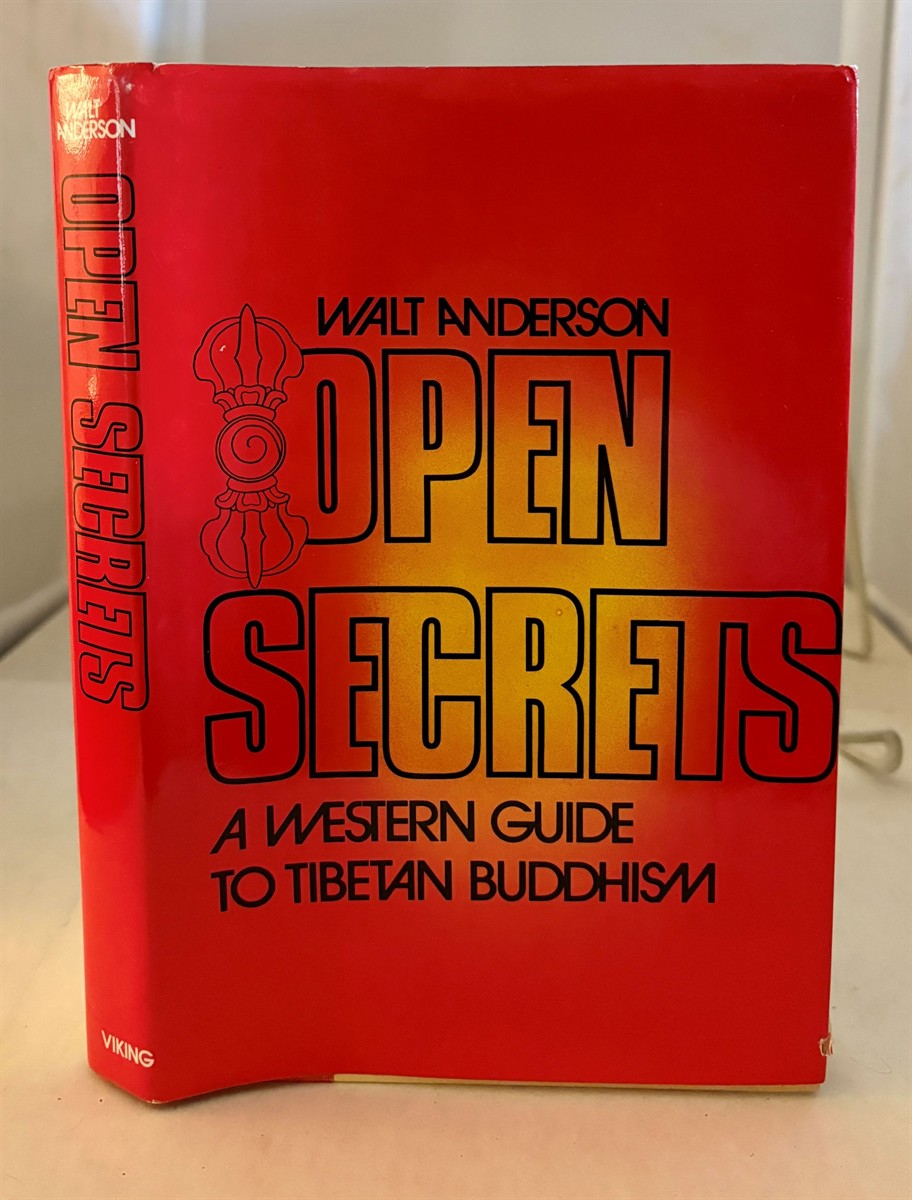 WALT
ANDERSON
OPEN SECRETS
VIKING
WALT ANDERSON
OPEN
SECRETS
A WESTERN GUIDE
TO TIBETAN BUDDHISM